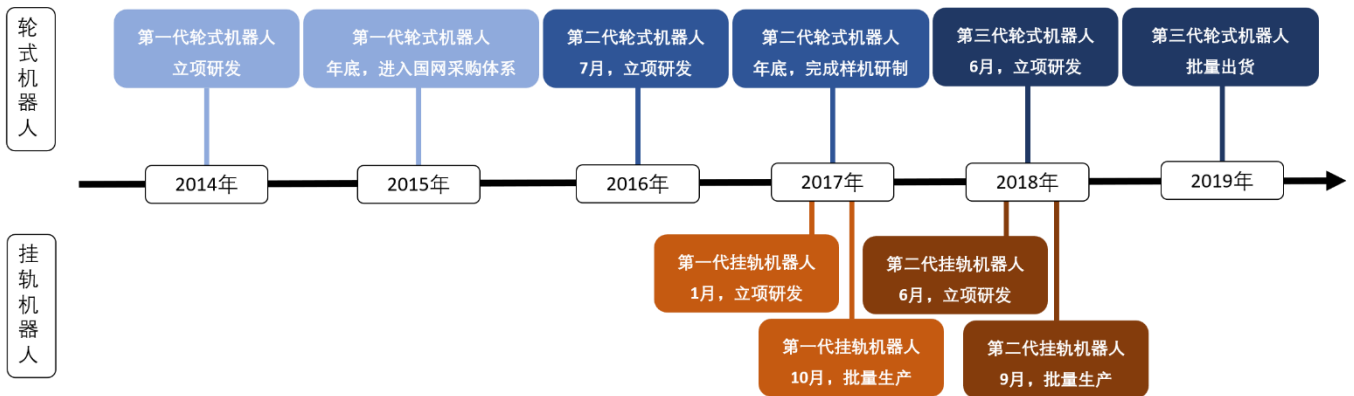 轮式机器人
第一代轮式机器人
立项研发
第一代轮式机器人
年底，进入国网采购体系
第二代轮式机器人
7月，立项研发
第二代轮式机器人
年底，完成样机研制
第三代轮式机器人
6月，立项研发
第三代轮式机器人
批量出货
2014年
2015年
2016年
2017年
2018年
2019年
挂轨机器人
第一代挂轨机器人
1月，立项研发
第二代挂轨机器人
6月，立项研发
第一代挂轨机器人
10月，批量生产
第二代挂轨机器人
9月，批量生产